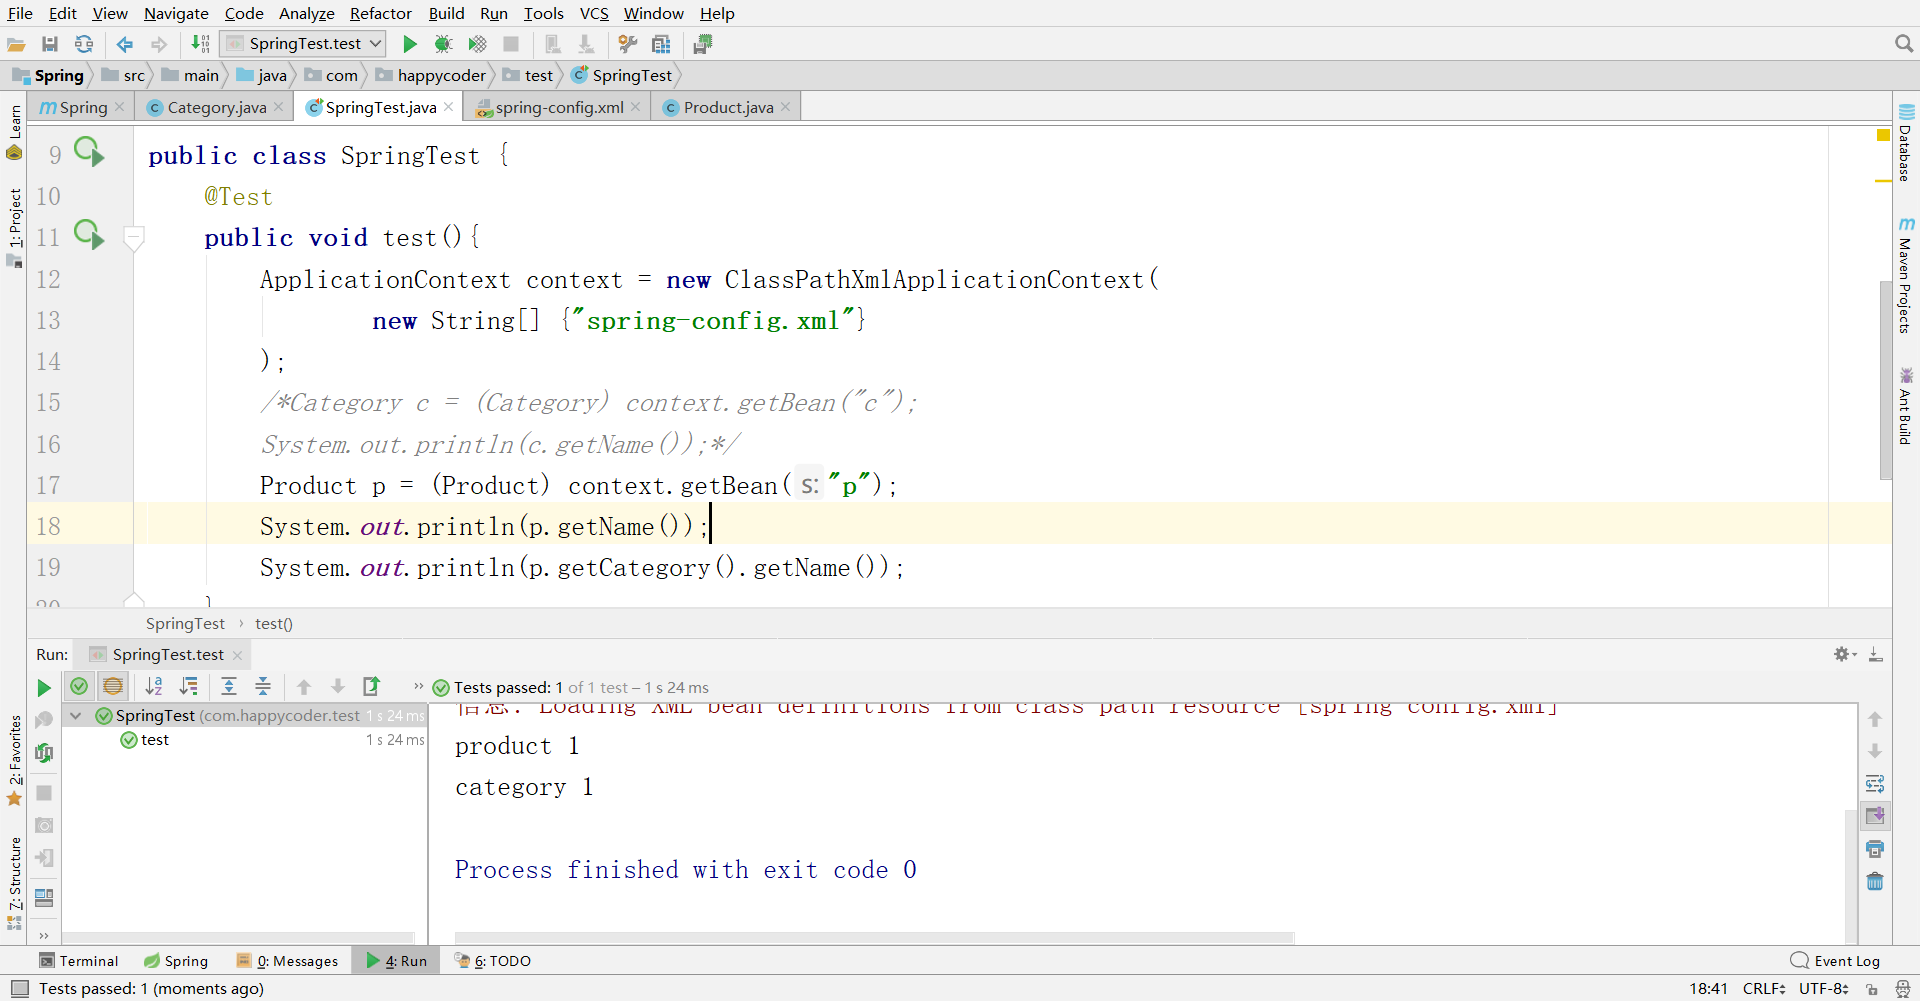 File Edit View Navigate Code Analyze Refactor Build Run Tools VCS Window Help
SpringTest.test
Spring src main java com happycoder test SpringTest
Spring Category.java SpringTest.java spring-config.xml Product.java
Learn
1: Project
2: Favorites
Z: Structure
Database
Maven Projects
Ant Build
9 public class SpringTest {
10 @Test
11 public void test(){
12 ApplicationContext context = new ClassPathXmlApplicationContext(
13 new String[] {"spring-config.xml"}
14 );
15 /*Category c = (Category) context.getBean("c");
16 System.out.println(c.getName());*/
17 Product p = (Product) context.getBean( s: "p");
18 System.out.println(p.getName());
19 System.out.println(p.getCategory().getName());
20 }
SpringTest › test()
Run: SpringTest.test
» Tests passed: 1 of 1 test – 1 s 24 ms
SpringTest (com.happycoder.test 1 s 24 ms
test 1 s 24 ms
信息: Loading XML bean definitions from class path resource [spring-config.xml]
product 1
category 1
Process finished with exit code 0
Terminal Spring 0: Messages 4: Run 6: TODO Event Log
Tests passed: 1 (moments ago) 18:41 CRLF UTF-8